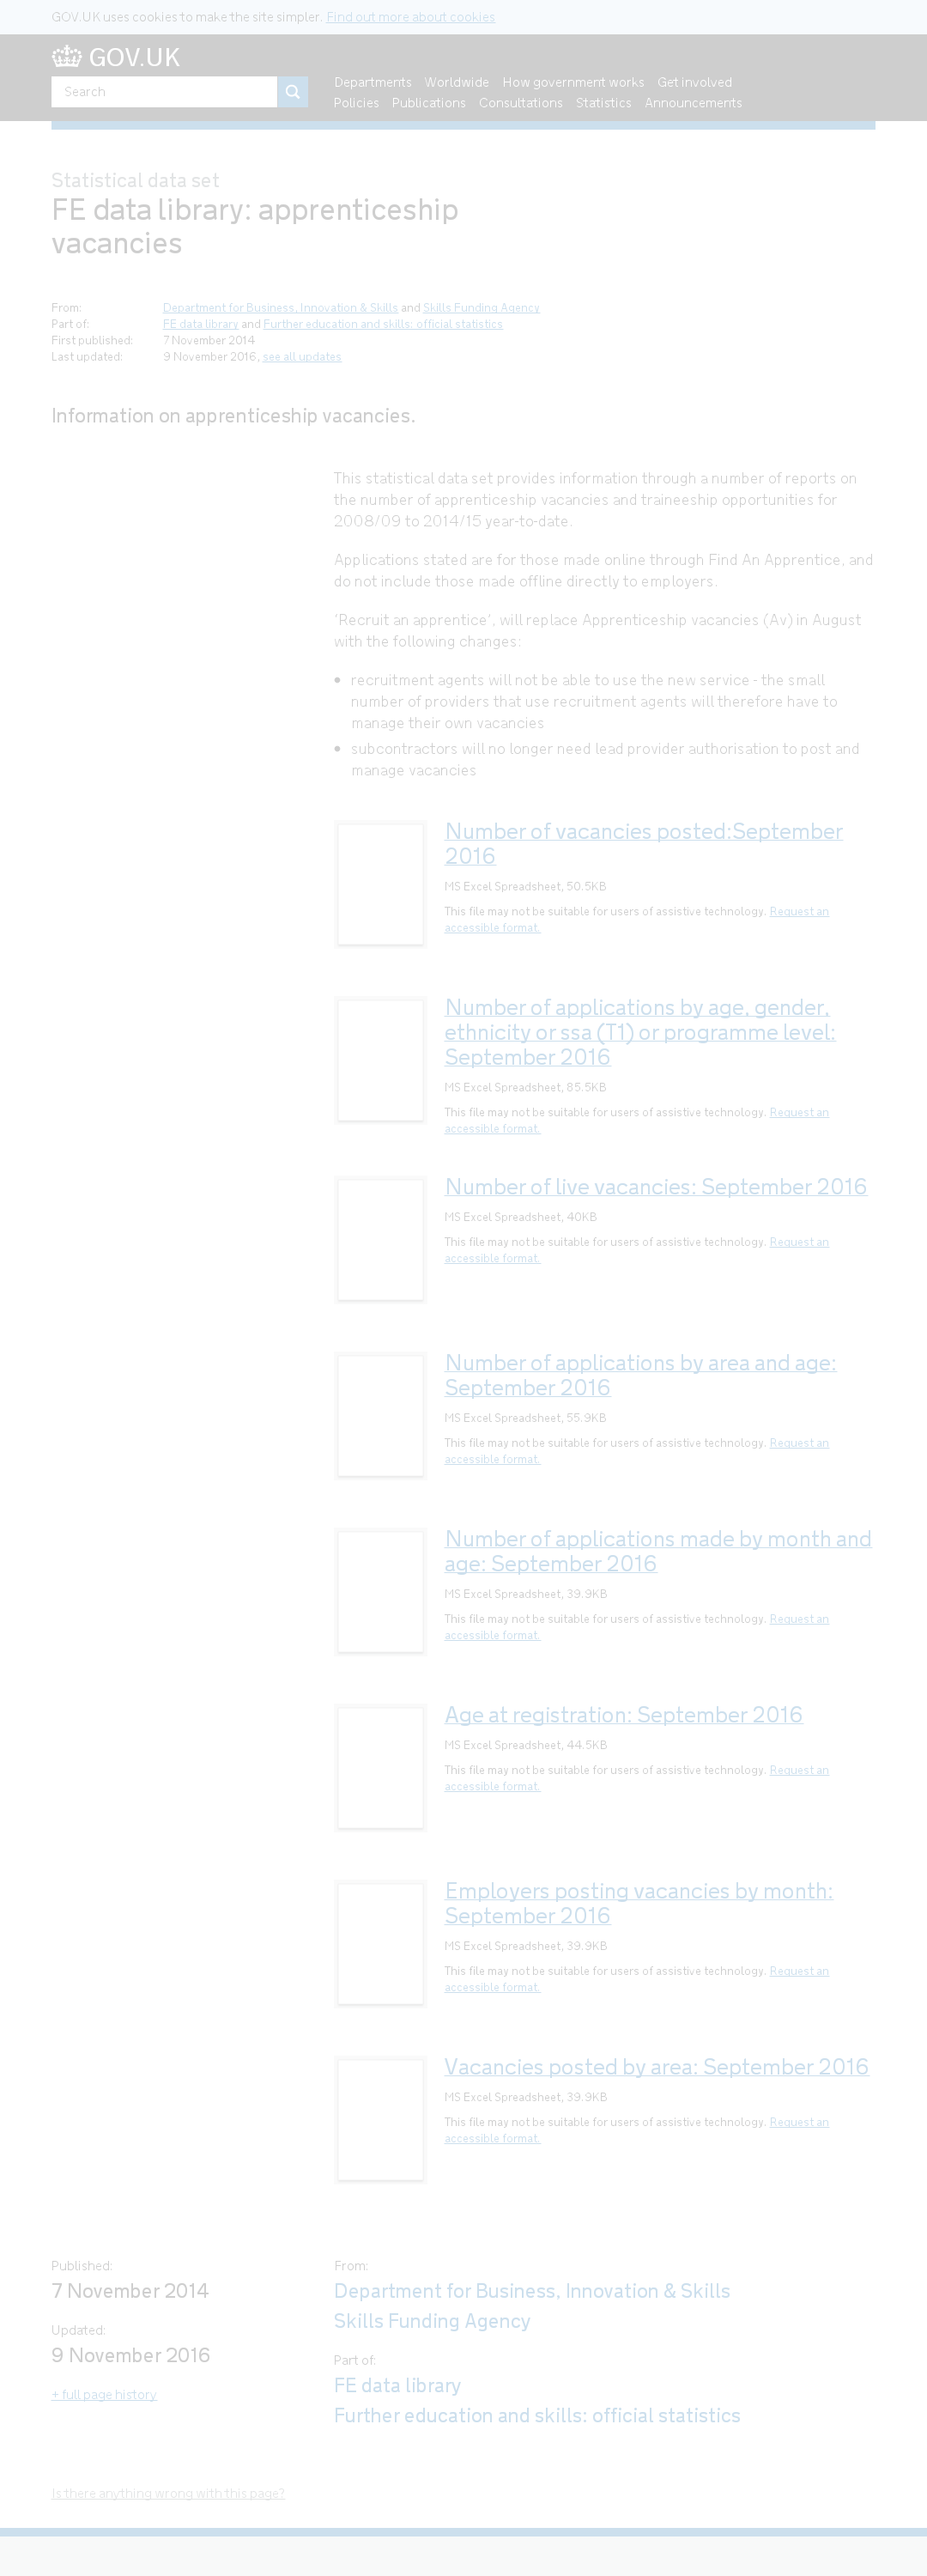 GOV.UK uses cookies to make the site simpler. Find out more about cookies
GOV.UK
Search
Departments Worldwide How government works Get involved
Policies Publications Consultations Statistics Announcements
Statistical data set
FE data library: apprenticeship
vacancies
From: Department for Business, Innovation & Skills and Skills Funding Agency
Part of: FE data library and Further education and skills: official statistics
First published: 7 November 2014
Last updated: 9 November 2016, see all updates
Information on apprenticeship vacancies.
This statistical data set provides information through a number of reports on
the number of apprenticeship vacancies and traineeship opportunities for
2008/09 to 2014/15 year-to-date.
Applications stated are for those made online through Find An Apprentice, and
do not include those made offline directly to employers.
‘Recruit an apprentice’, will replace Apprenticeship vacancies (Av) in August
with the following changes:
• recruitment agents will not be able to use the new service - the small
number of providers that use recruitment agents will therefore have to
manage their own vacancies
• subcontractors will no longer need lead provider authorisation to post and
manage vacancies
Number of vacancies posted:September
2016
MS Excel Spreadsheet, 50.5KB
This file may not be suitable for users of assistive technology. Request an
accessible format.
Number of applications by age, gender,
ethnicity or ssa (T1) or programme level:
September 2016
MS Excel Spreadsheet, 85.5KB
This file may not be suitable for users of assistive technology. Request an
accessible format.
Number of live vacancies: September 2016
MS Excel Spreadsheet, 40KB
This file may not be suitable for users of assistive technology. Request an
accessible format.
Number of applications by area and age:
September 2016
MS Excel Spreadsheet, 55.9KB
This file may not be suitable for users of assistive technology. Request an
accessible format.
Number of applications made by month and
age: September 2016
MS Excel Spreadsheet, 39.9KB
This file may not be suitable for users of assistive technology. Request an
accessible format.
Age at registration: September 2016
MS Excel Spreadsheet, 44.5KB
This file may not be suitable for users of assistive technology. Request an
accessible format.
Employers posting vacancies by month:
September 2016
MS Excel Spreadsheet, 39.9KB
This file may not be suitable for users of assistive technology. Request an
accessible format.
Vacancies posted by area: September 2016
MS Excel Spreadsheet, 39.9KB
This file may not be suitable for users of assistive technology. Request an
accessible format.
Published:
7 November 2014
Updated:
9 November 2016
+ full page history
From:
Department for Business, Innovation & Skills
Skills Funding Agency
Part of:
FE data library
Further education and skills: official statistics
Is there anything wrong with this page?